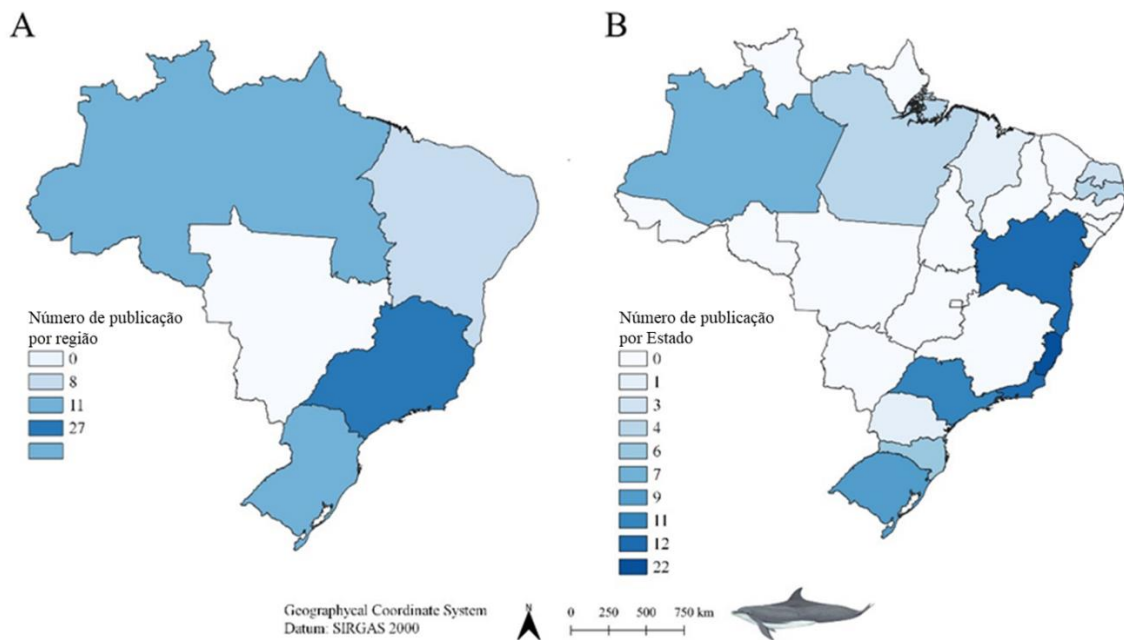 A
B
Número de publicação
por região
0
8
11
27
Número de publicação
por Estado
0
1
3
4
6
7
9
11
12
22
Geographycal Coordinate System
Datum: SIRGAS 2000
N
0 250 500 750 km